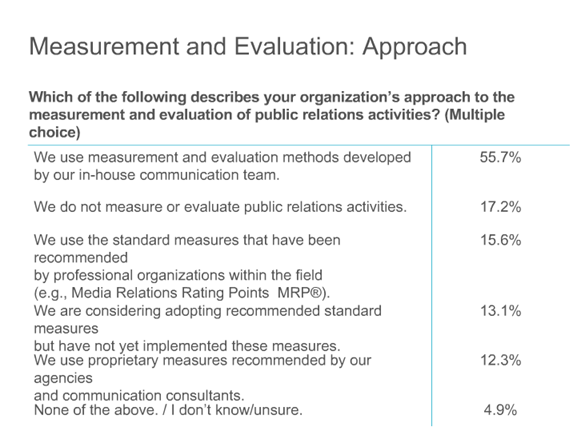 Measurement and Evaluation: Approach
Which of the following describes your organization's approach to the
measurement and evaluation of public relations activities? (Multiple
choice)
We use measurement and evaluation methods developed 55.7%
by our in-house communication team.
We do not measure or evaluate public relations activities. 17.2%
We use the standard measures that have been 15.6%
recommended
by professional organizations within the field
(e.g., Media Relations Rating Points MRP®).
We are considering adopting recommended standard 13.1%
measures
but have not yet implemented these measures.
We use proprietary measures recommended by our 12.3%
agencies
and communication consultants.
None of the above. / I don't know/unsure. 4.9%